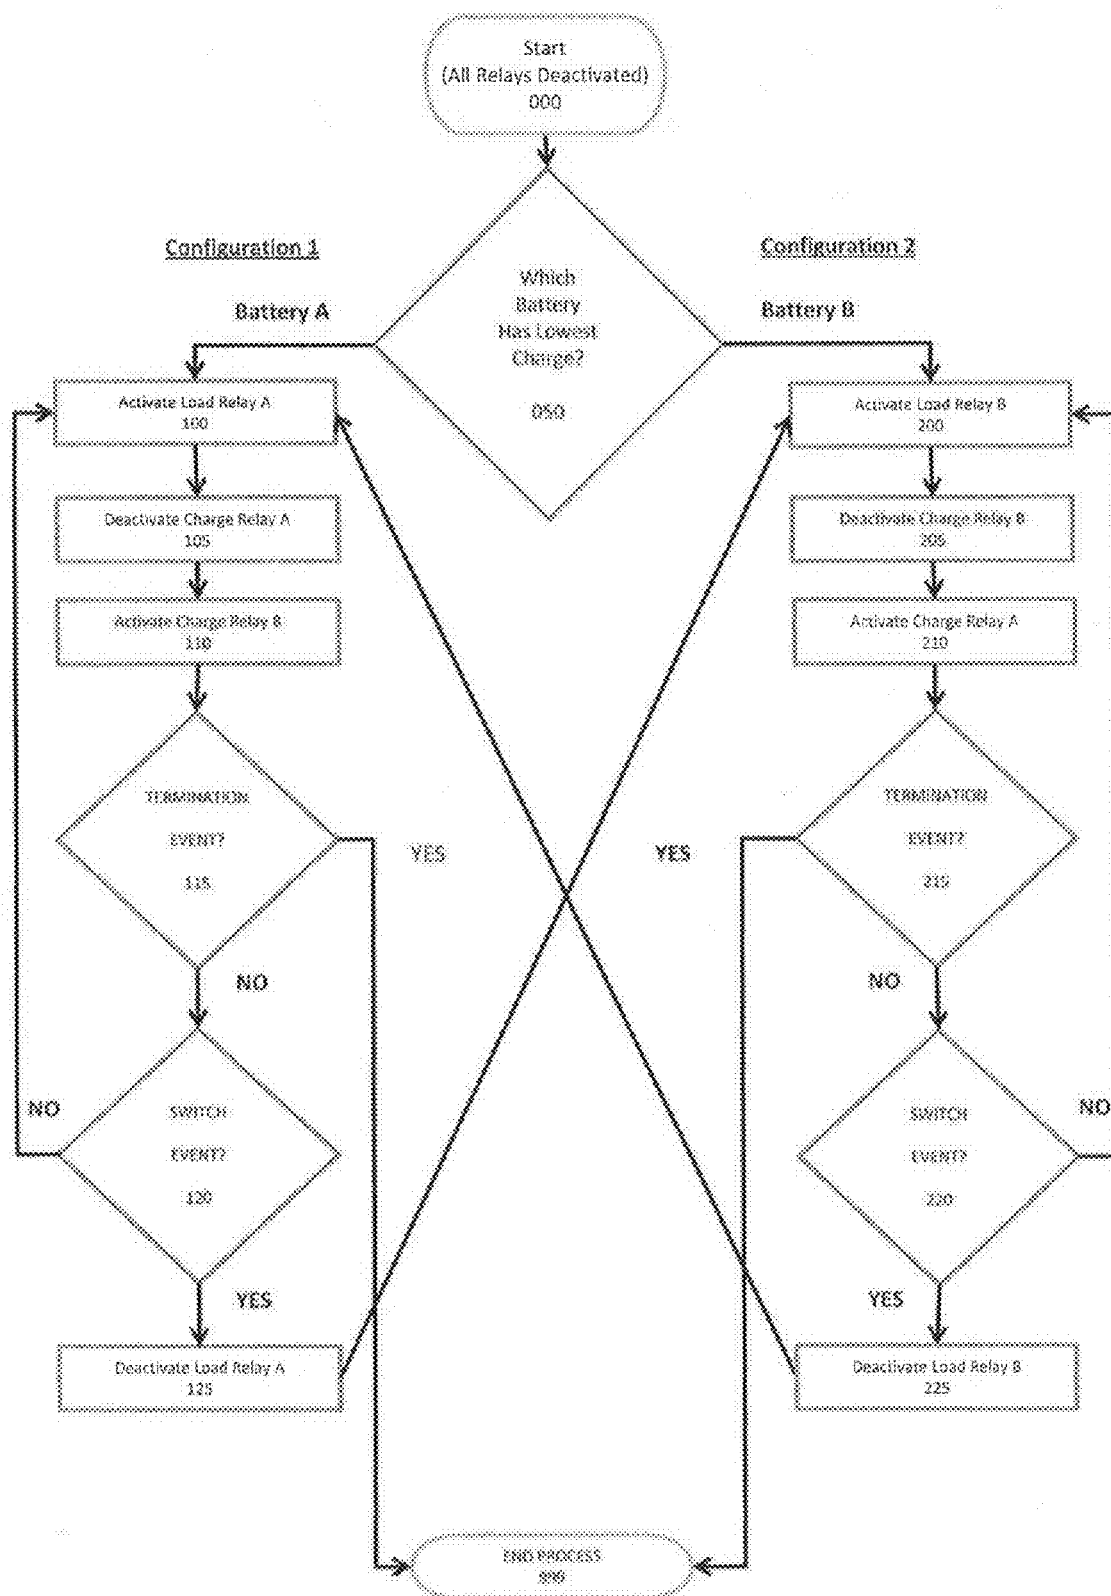 Start
(All Relays Deactivated)
000
Configuration 1
Configuration 2
Which
Battery
Has Lowest
Charge?
050
Battery A
Battery B
Activate Load Relay A
100
Deactivate Charge Relay A
105
Activate Charge Relay B
110
TERMINATION
EVENT?
115
YES
NO
SWITCH
EVENT?
120
NO
YES
Deactivate Load Relay A
125
Activate Load Relay B
200
Deactivate Charge Relay B
205
Activate Charge Relay A
210
TERMINATION
EVENT?
215
YES
NO
SWITCH
EVENT?
220
NO
YES
Deactivate Load Relay B
225
END PROCESS